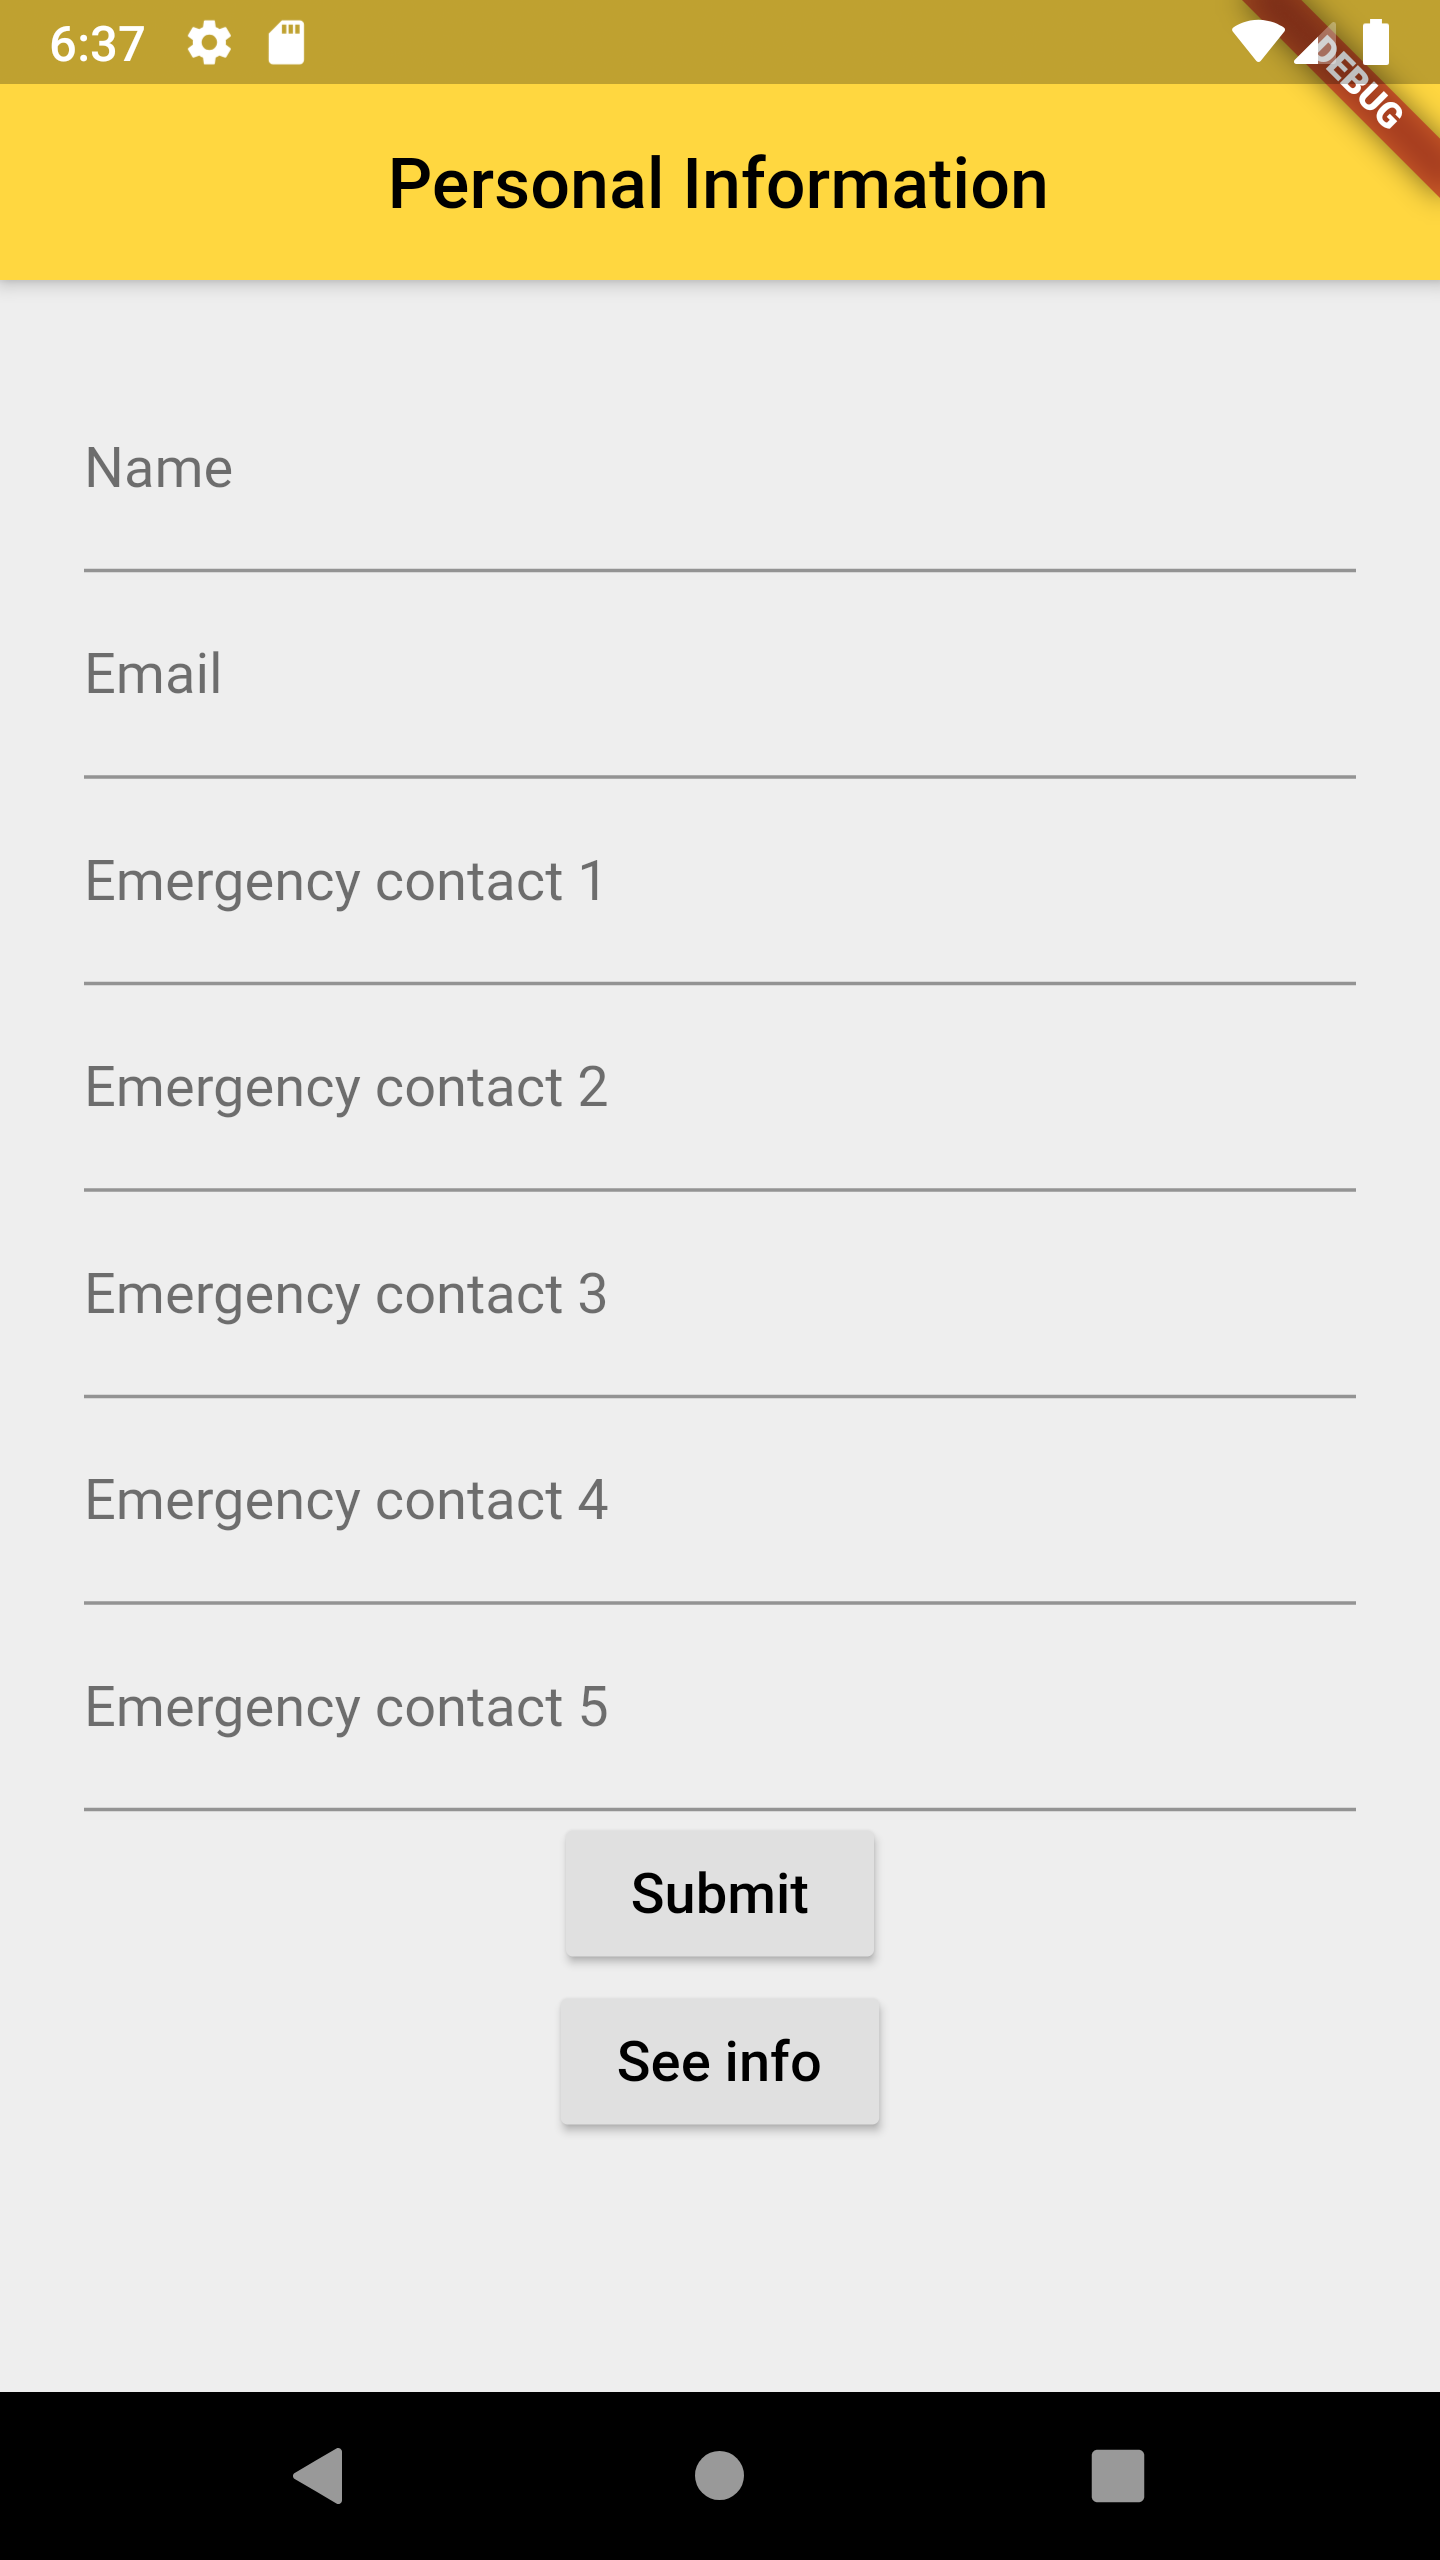 6:37
DEBUG
Personal Information
Name
Email
Emergency contact 1
Emergency contact 2
Emergency contact 3
Emergency contact 4
Emergency contact 5
Submit
See info